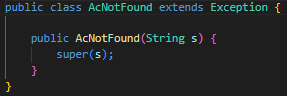 public class AcNotFound extends Exception {
public AcNotFound(String s) {
super(s);
}
}